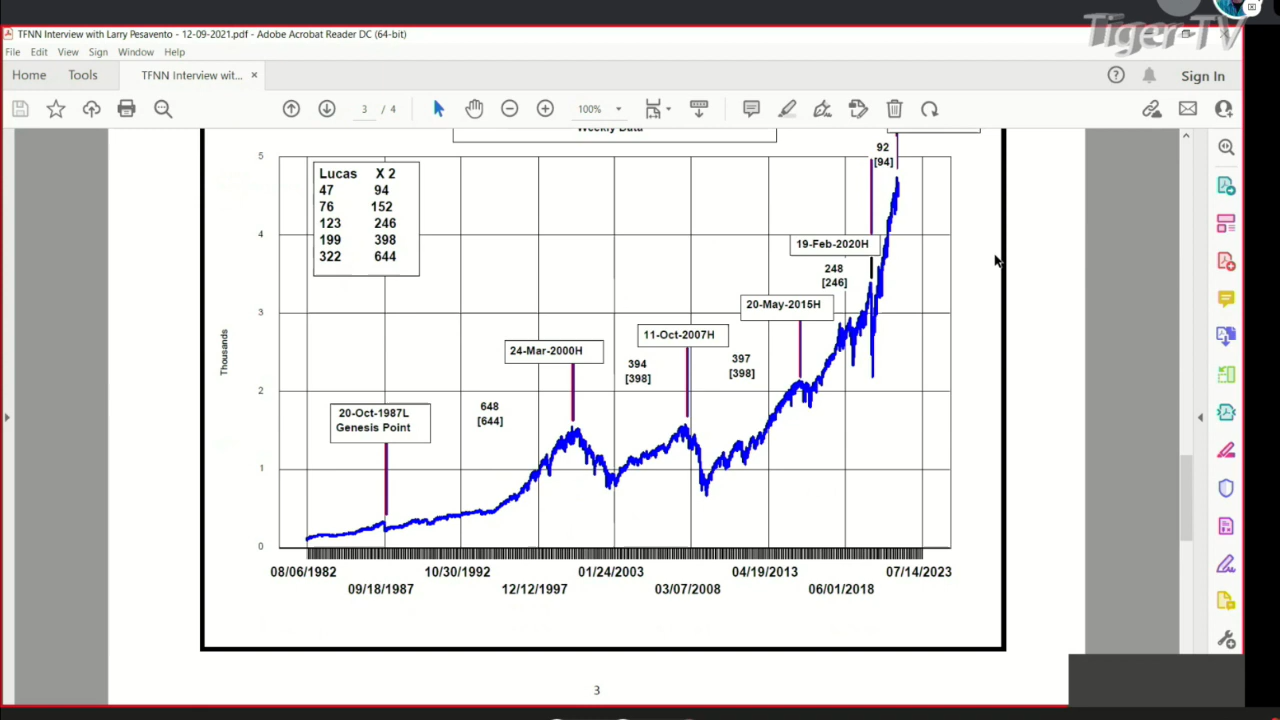 Tiger-TV
TFNN Interview with Larry Pesavento - 12-09-2021.pdf - Adobe Acrobat Reader DC (64-bit)
File Edit View Sign Window Help
Home Tools TFNN Interview wit... ×
Sign In
3 / 4
100%
Weekly Data
Thousands
5
4
3
2
1
0
Lucas X 2
47 94
76 152
123 246
199 398
322 644
92
[94]
19-Feb-2020H
248
[246]
20-May-2015H
11-Oct-2007H
24-Mar-2000H
397
[398]
394
[398]
648
[644]
20-Oct-1987L
Genesis Point
08/06/1982 10/30/1992 01/24/2003 04/19/2013 07/14/2023
09/18/1987 12/12/1997 03/07/2008 06/01/2018
3